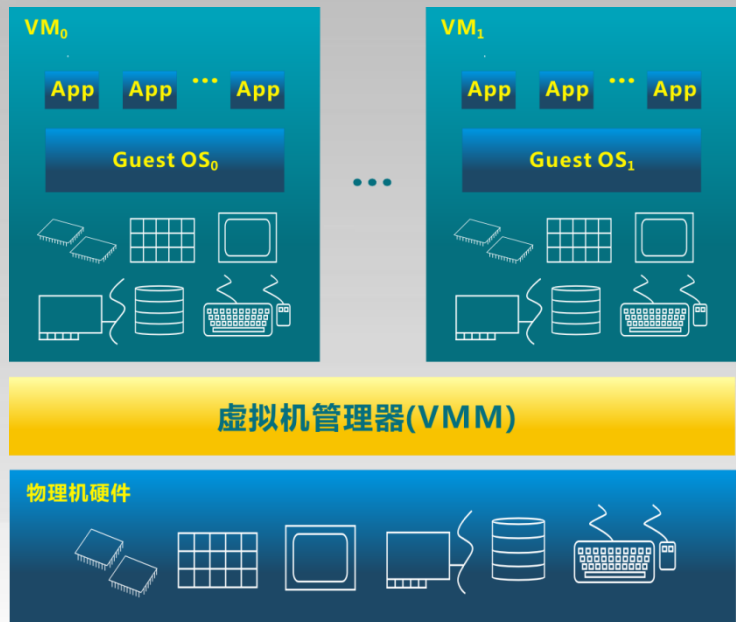 VM₀
App App ... App
Guest OS₀
...
VM₁
App App ... App
Guest OS₁
虚拟机管理器(VMM)
物理机硬件